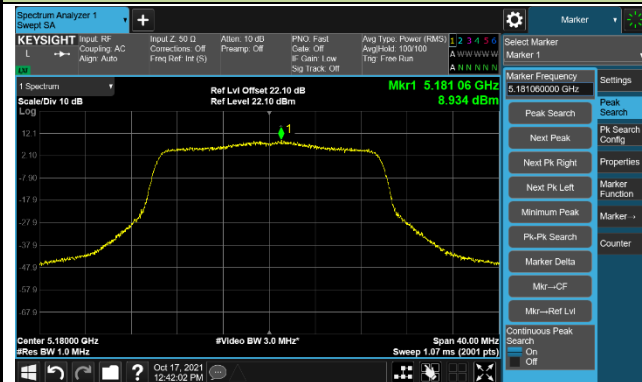 Spectrum Analyzer 1
Swept SA
+
Marker
KEYSIGHT
L
LXI
Input: RF
Coupling: AC
Align: Auto
Input Z: 50 Ω
Corrections: Off
Freq Ref: Int (S)
Atten: 10 dB
Preamp: Off
PNO: Fast
Gate: Off
IF Gain: Low
Sig Track: Off
Avg Type: Power (RMS)
Avg|Hold: 100/100
Trig: Free Run
1 2 3 4 5 6
A W W W W W
A N N N N N
1 Spectrum
Scale/Div 10 dB
Log
Ref Lvl Offset 22.10 dB
Ref Level 22.10 dBm
Mkr1 5.181 06 GHz
8.934 dBm
12.1
2.10
-7.90
-17.9
-27.9
-37.9
-47.9
-57.9
-67.9
1
Center 5.18000 GHz
#Res BW 1.0 MHz
#Video BW 3.0 MHz*
Span 40.00 MHz
Sweep 1.07 ms (2001 pts)
Select Marker
Marker 1
Marker Frequency
5.181060000 GHz
Peak Search
Next Peak
Next Pk Right
Next Pk Left
Minimum Peak
Pk-Pk Search
Marker Delta
Mkr→CF
Mkr→Ref Lvl
Continuous Peak
Search
On
Off
Settings
Peak
Search
Pk Search
Config
Properties
Marker
Function
Marker→
Counter
?
Oct 17, 2021
12:42:02 PM